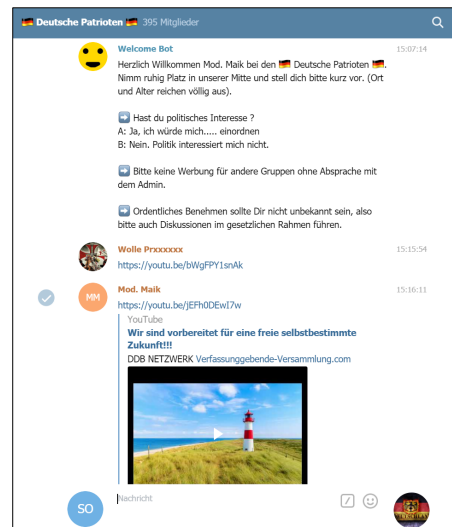 Deutsche Patrioten 395 Mitglieder
Welcome Bot 15:07:14
Herzlich Willkommen Mod. Maik bei den Deutsche Patrioten.
Nimm ruhig Platz in unserer Mitte und stell dich bitte kurz vor. (Ort
und Alter reichen völlig aus).
Hast du politisches Interesse ?
A: Ja, ich würde mich..... einordnen
B: Nein. Politik interessiert mich nicht.
Bitte keine Werbung für andere Gruppen ohne Absprache mit
dem Admin.
Ordentliches Benehmen sollte Dir nicht unbekannt sein, also
bitte auch Diskussionen im gesetzlichen Rahmen führen.
Wolle Prxxxxxx 15:15:54
https://youtu.be/bWgFPY1snAk
MM
Mod. Maik 15:16:11
https://youtu.be/jEFh0DEwI7w
YouTube
Wir sind vorbereitet für eine freie selbstbestimmte
Zukunft!!!
DDB NETZWERK Verfassunggebende-Versammlung.com
SO
Nachricht